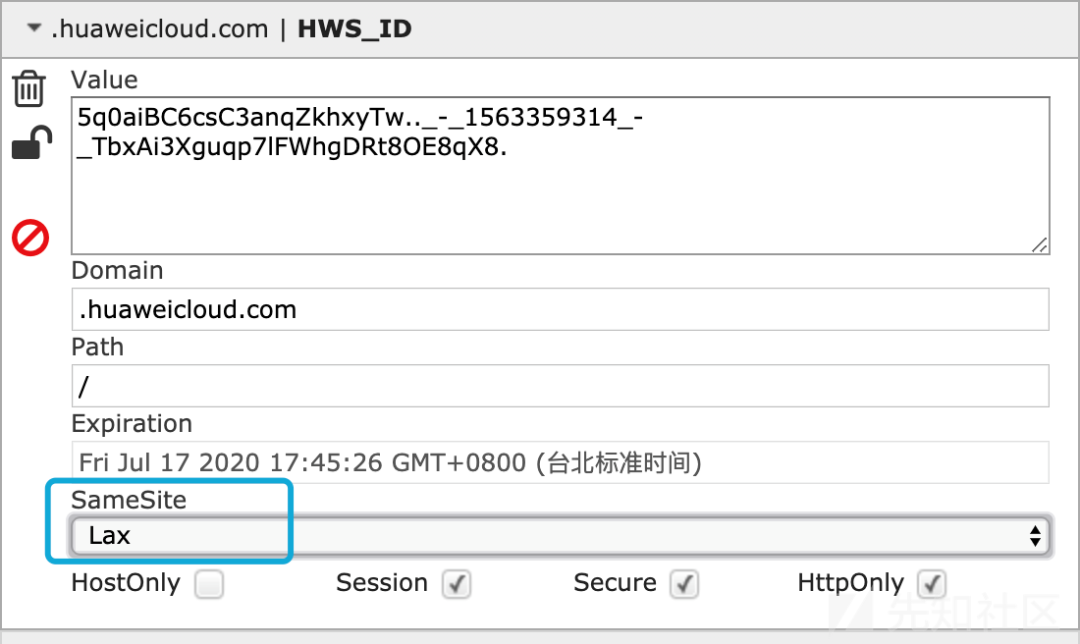 .huaweicloud.com | HWS_ID
Value
5q0aiBC6csC3anqZkhxyTw.._-_1563359314_-
_TbxAi3Xguqp7lFWhgDRt8OE8qX8.
Domain
.huaweicloud.com
Path
/
Expiration
Fri Jul 17 2020 17:45:26 GMT+0800 (台北标准时间)
SameSite
Lax
HostOnly Session Secure HttpOnly
先知社区